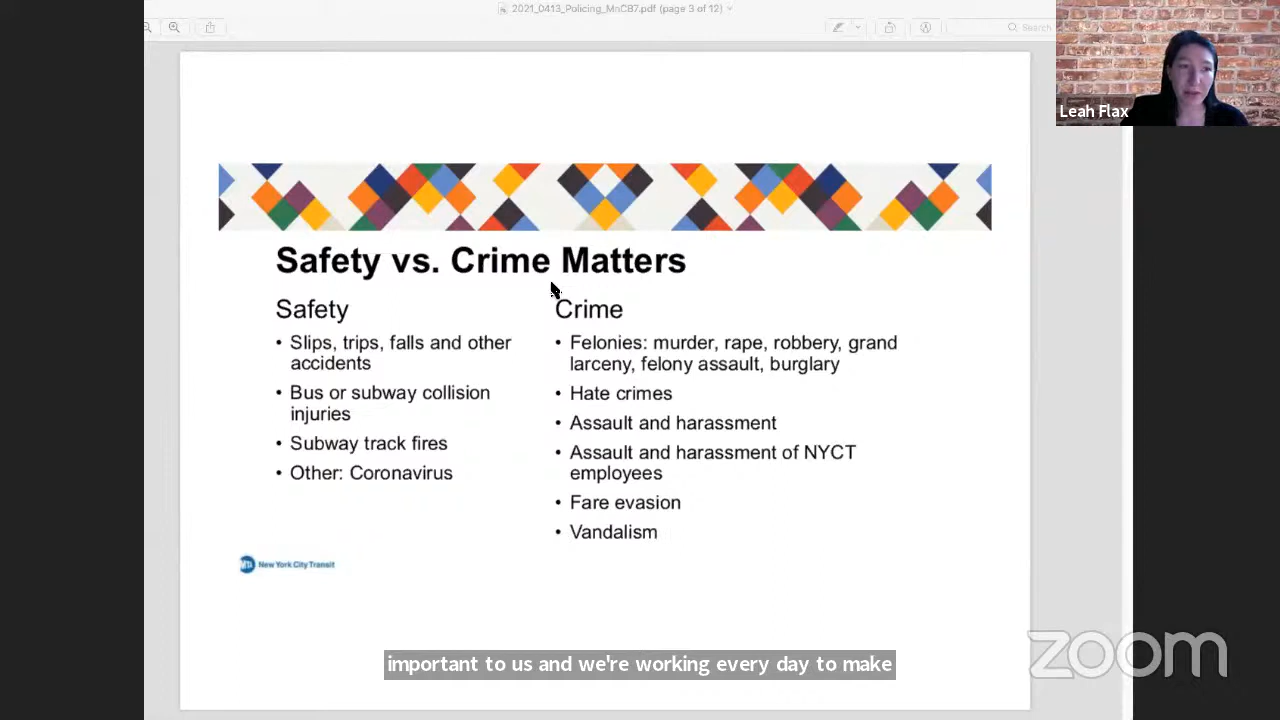 2021_0413_Policing_MnCB7.pdf (page 3 of 12)
Search
Leah Flax
Safety vs. Crime Matters
Safety
• Slips, trips, falls and other
accidents
• Bus or subway collision
injuries
• Subway track fires
• Other: Coronavirus
Crime
• Felonies: murder, rape, robbery, grand
larceny, felony assault, burglary
• Hate crimes
• Assault and harassment
• Assault and harassment of NYCT
employees
• Fare evasion
• Vandalism
MTA New York City Transit
important to us and we're working every day to make
zoom